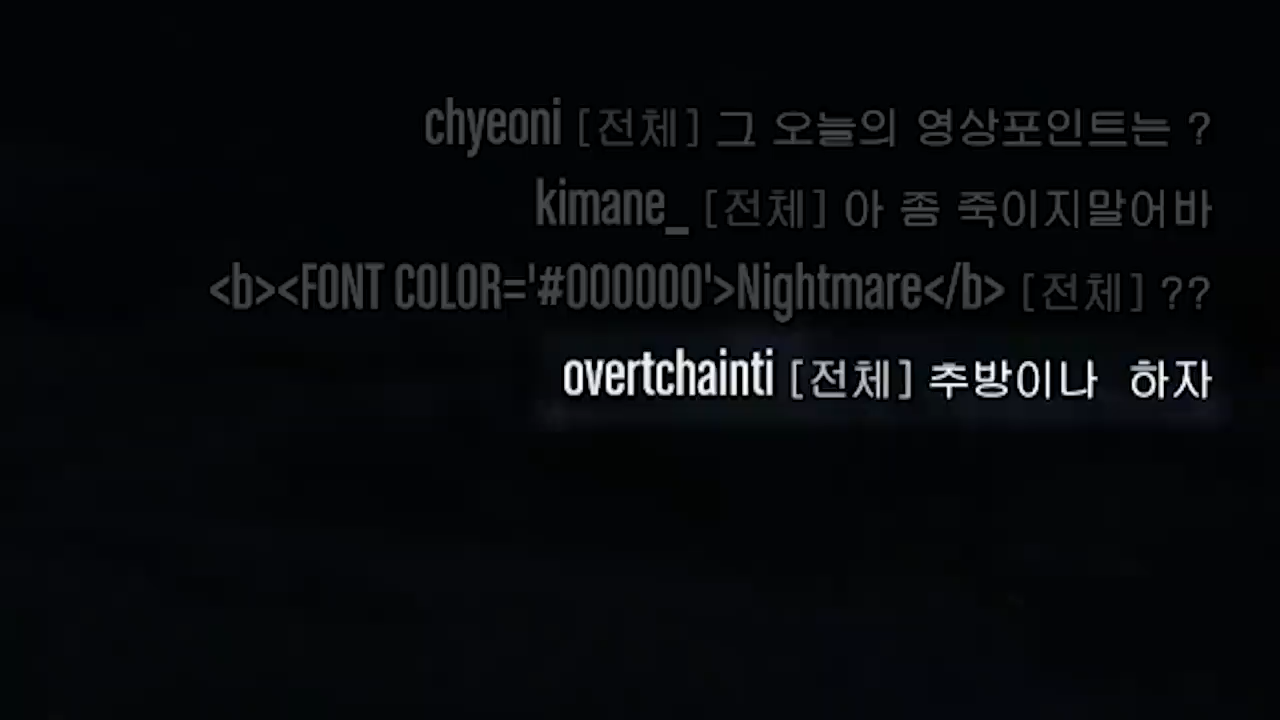 chyeoni [전체] 그 오늘의 영상포인트는 ?
kimane_ [전체] 아 좀 죽이지말어바
<b><FONT COLOR='#000000'>Nightmare</b> [전체] ??
overtchainti [전체] 추방이나 하자